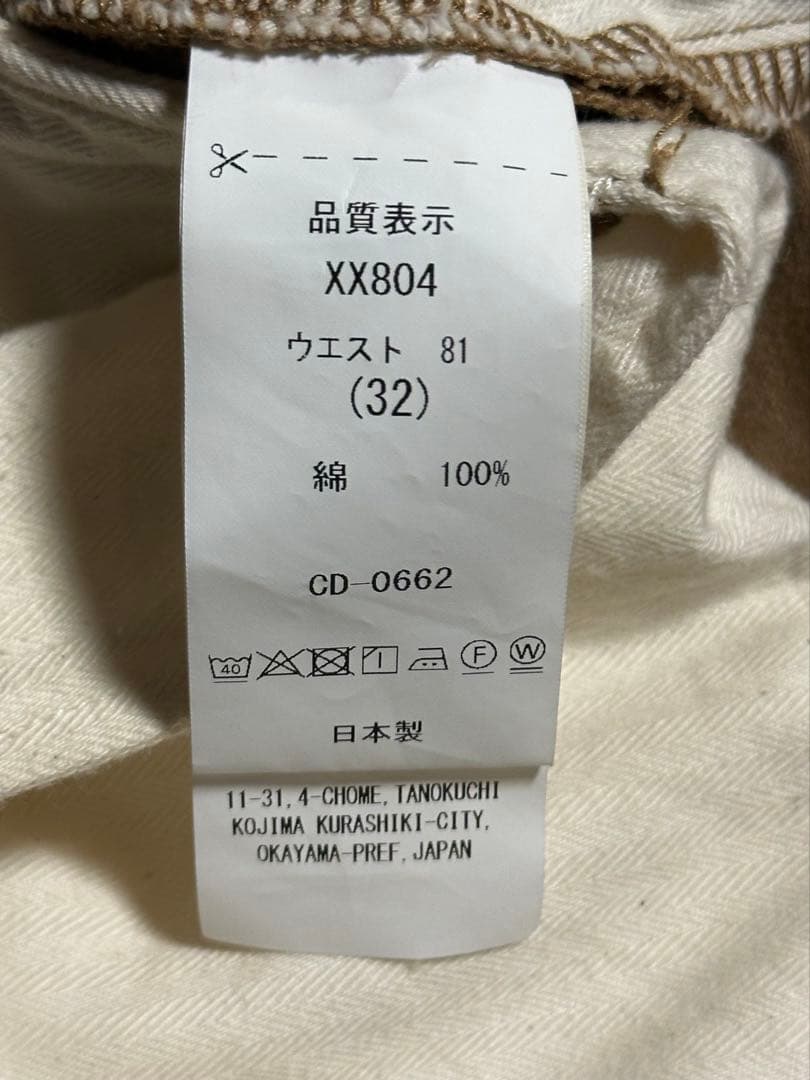 品質表示
XX804
ウエスト 81
(32)
綿 100%
CD-0662
40 F W
日本製
11-31, 4-CHOME, TANOKUCHI
KOJIMA KURASHIKI-CITY,
OKAYAMA-PREF, JAPAN